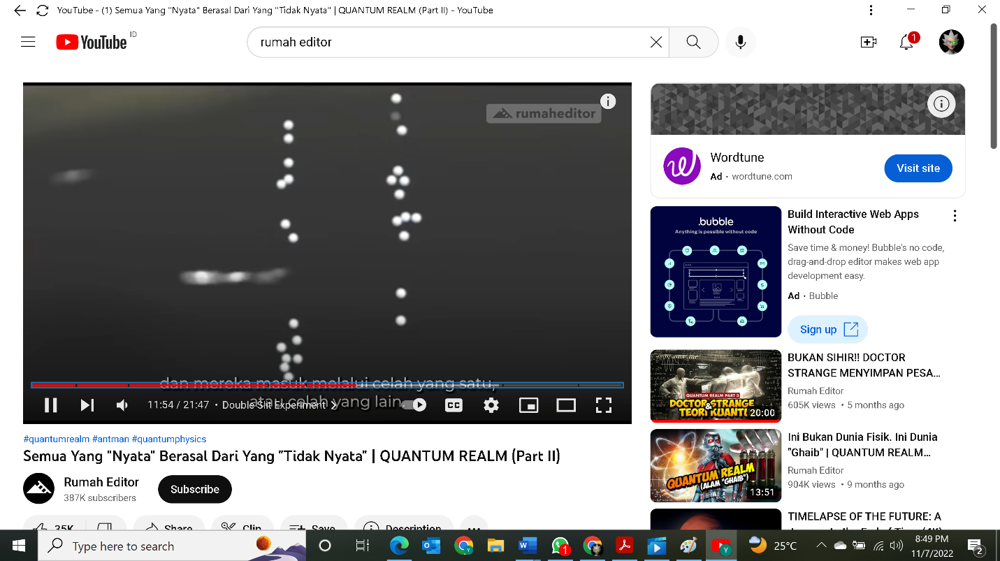 YouTube - (1) Semua Yang "Nyata" Berasal Dari Yang "Tidak Nyata" | QUANTUM REALM (Part II) - YouTube
YouTube ID
rumah editor
1
rumaheditor
dan mereka masuk melalui celah yang satu,
atau celah yang lain.
11:54 / 21:47 • Double Slit Experiment
CC
#quantumrealm #antman #quantumphysics
Semua Yang "Nyata" Berasal Dari Yang "Tidak Nyata" | QUANTUM REALM (Part II)
Rumah Editor
387K subscribers
Subscribe
35K
Share
Clip
Save
Description
Wordtune
Ad · wordtune.com
Visit site
.bubble
Anything is possible without code
Build Interactive Web Apps
Without Code
Save time & money! Bubble's no code,
drag-and-drop editor makes web app
development easy.
Ad · Bubble
Sign up
QUANTUM REALM PART 3
DOCTOR STRANGE
&
TEORI KUANT
20:00
BUKAN SIHIR!! DOCTOR
STRANGE MENYIMPAN PESA...
Rumah Editor
605K views • 5 months ago
QUANTUM REALM
(ALAM "GHAIB")
13:51
Ini Bukan Dunia Fisik. Ini Dunia
"Ghaib" | QUANTUM REALM...
Rumah Editor
904K views • 9 months ago
TIMELAPSE OF THE FUTURE: A
Type here to search
1
25°C
8:49 PM
11/7/2022
2